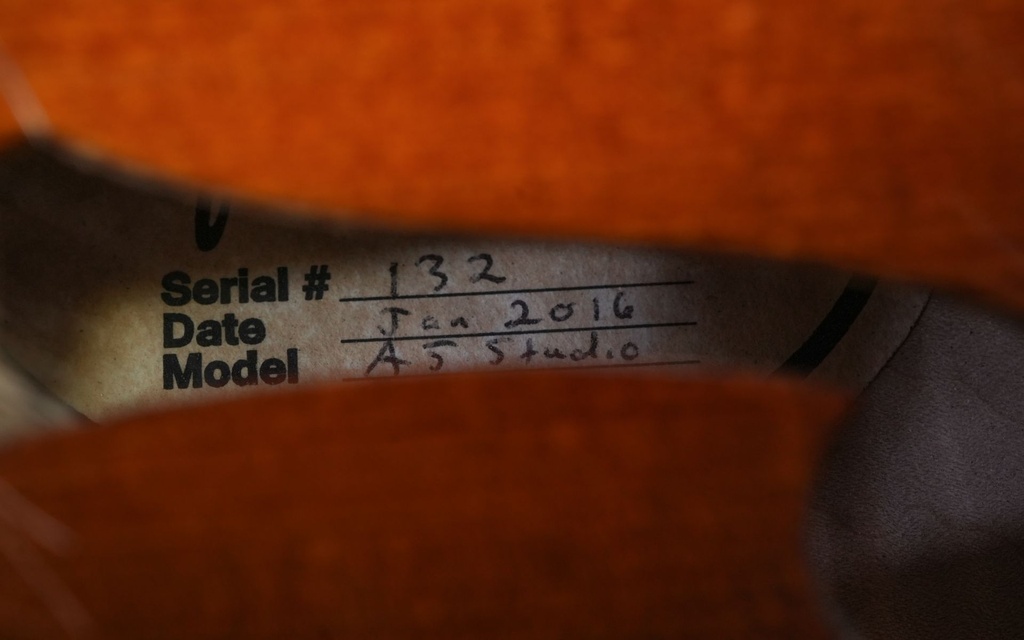 Serial # 132
Date Jan 2016
Model A5 Studio